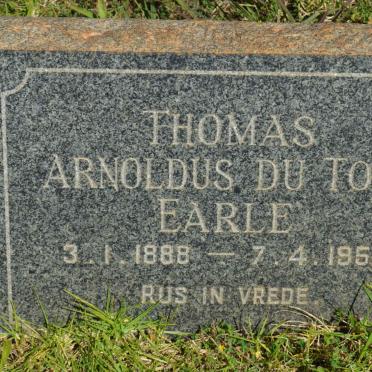 THOMAS
ARNOLDUS DU TO
EARLE
3.1.1888 — 7.4.195
RUS IN VREDE